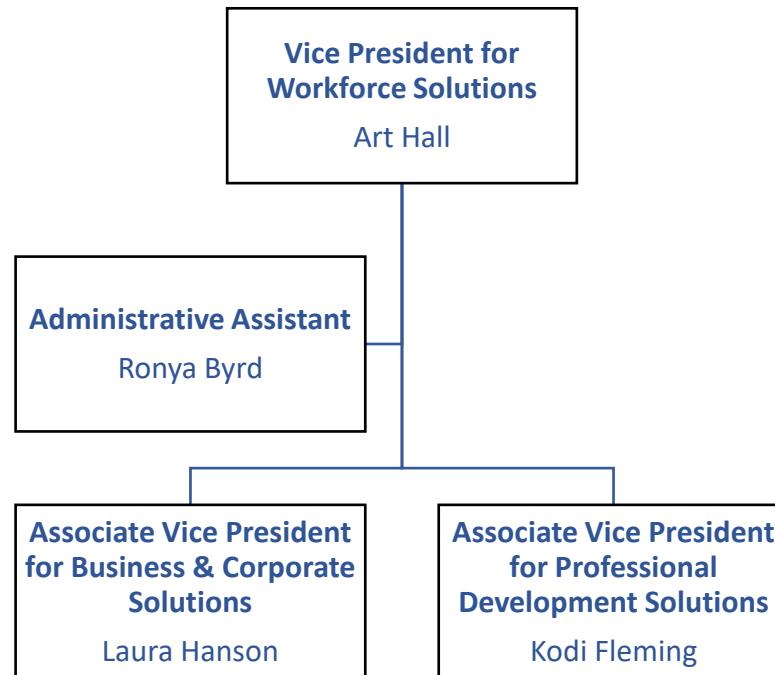 Vice President for
Workforce Solutions
Art Hall
Administrative Assistant
Ronya Byrd
Associate Vice President
for Business & Corporate
Solutions
Laura Hanson
Associate Vice President
for Professional
Development Solutions
Kodi Fleming